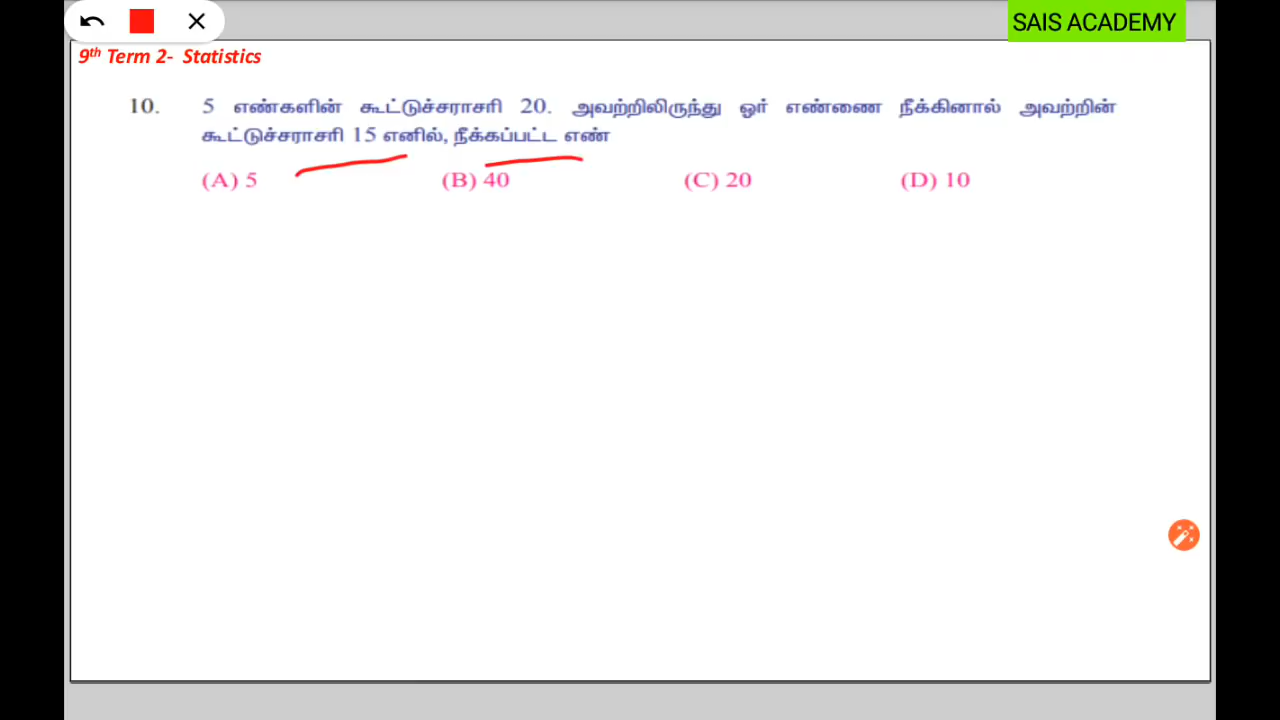 SAIS ACADEMY
9th Term 2- Statistics
10. 5 எண்களின் கூட்டுச்சராசரி 20. அவற்றிலிருந்து ஓர் எண்ணை நீக்கினால் அவற்றின்
கூட்டுச்சராசரி 15 எனில், நீக்கப்பட்ட எண்
(A) 5 (B) 40 (C) 20 (D) 10